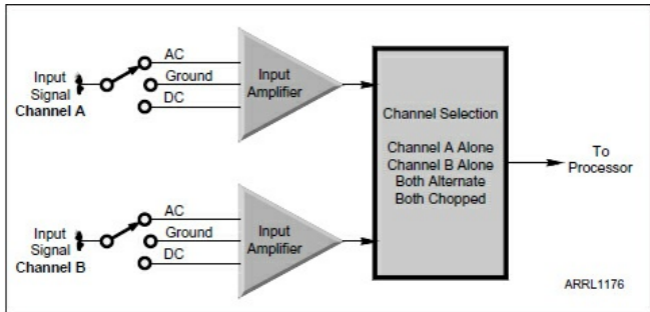 AC
Input
Signal
Channel A
Ground
DC
Input
Amplifier
Channel Selection
Channel A Alone
Channel B Alone
Both Alternate
Both Chopped
To
Processor
AC
Input
Signal
Channel B
Ground
DC
Input
Amplifier
ARRL1176